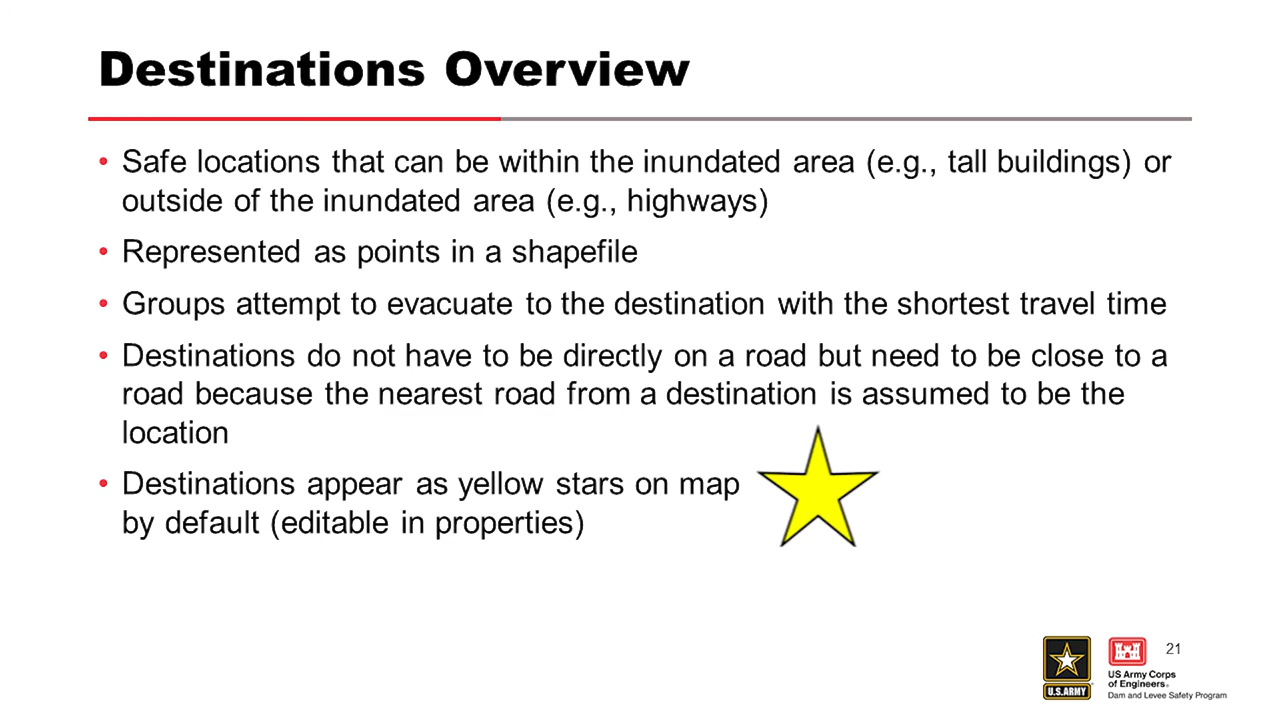 Destinations Overview
• Safe locations that can be within the inundated area (e.g., tall buildings) or
outside of the inundated area (e.g., highways)
• Represented as points in a shapefile
• Groups attempt to evacuate to the destination with the shortest travel time
• Destinations do not have to be directly on a road but need to be close to a
road because the nearest road from a destination is assumed to be the
location
• Destinations appear as yellow stars on map
by default (editable in properties)
21
U.S.ARMY
US Army Corps
of Engineers®
Dam and Levee Safety Program